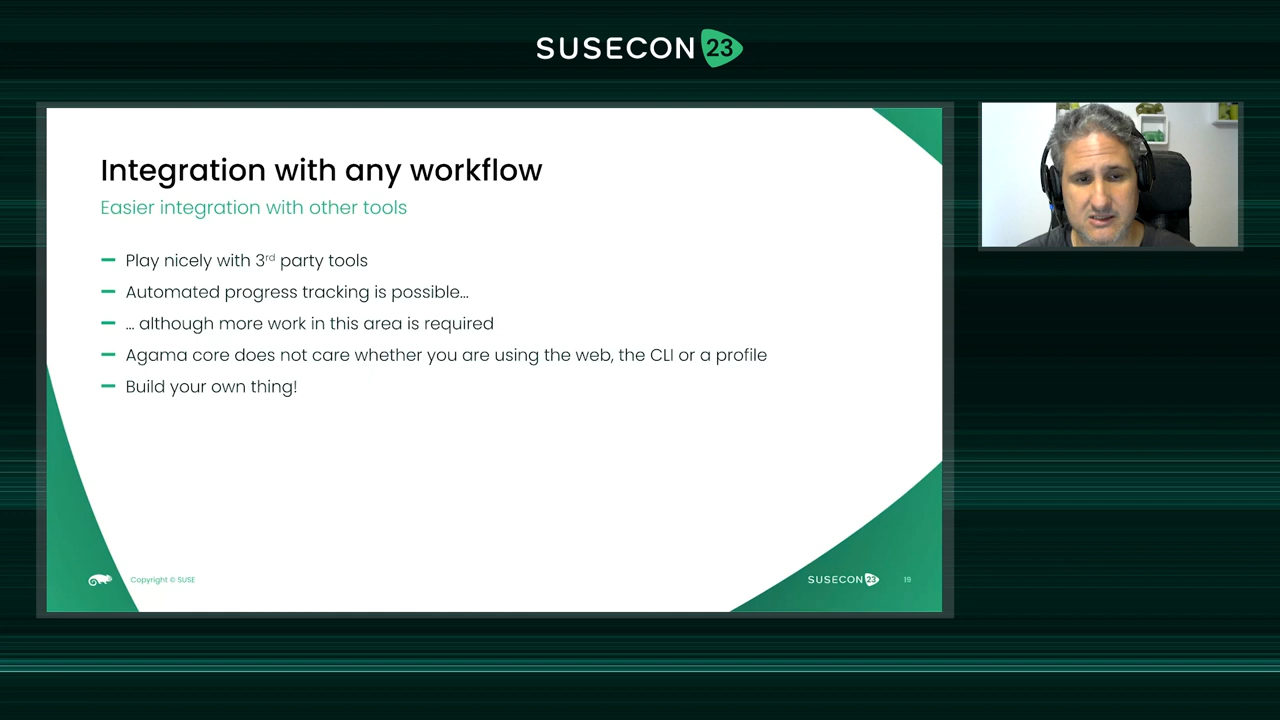 SUSECON 23
Integration with any workflow
Easier integration with other tools
Play nicely with 3rd party tools
Automated progress tracking is possible...
... although more work in this area is required
Agama core does not care whether you are using the web, the CLI or a profile
Build your own thing!
Copyright © SUSE
SUSECON 23
19